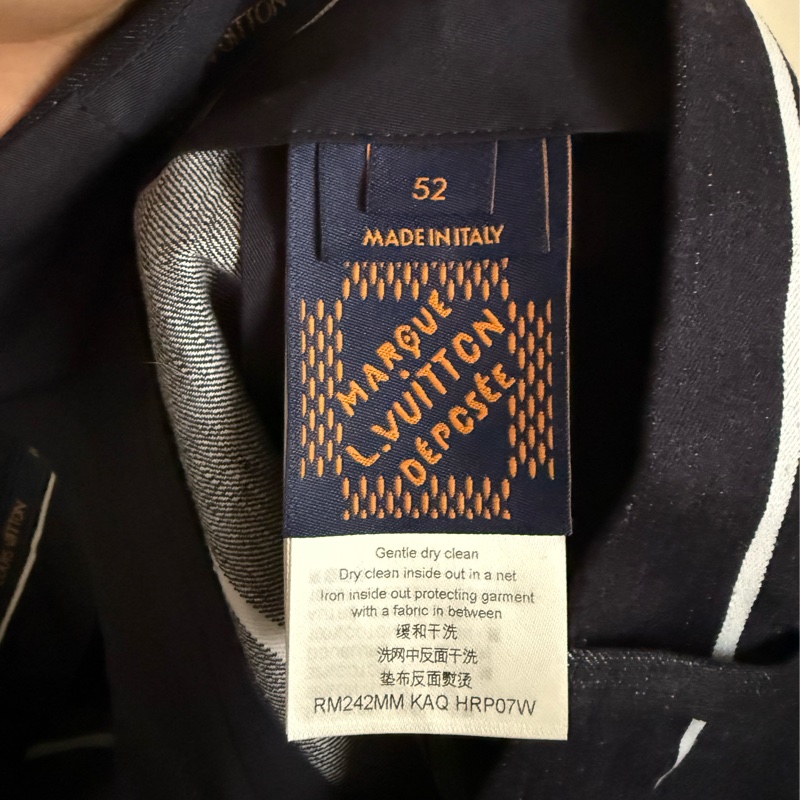 VUITTON
52
MADE IN ITALY
MARQUE
L.VUITTON
DÉPOSÉE
Gentle dry clean
Dry clean inside out in a net
Iron inside out protecting garment
with a fabric in between
缓和干洗
洗网中反面干洗
垫布反面熨烫
RM242MM KAQ HRP07W
VUITTON